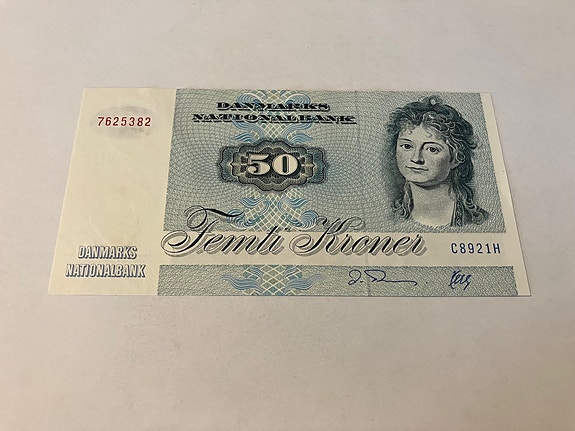 DANMARKS
NATIONALBANK
7625382
50
Femti Kroner
C8921H
DANMARKS
NATIONALBANK